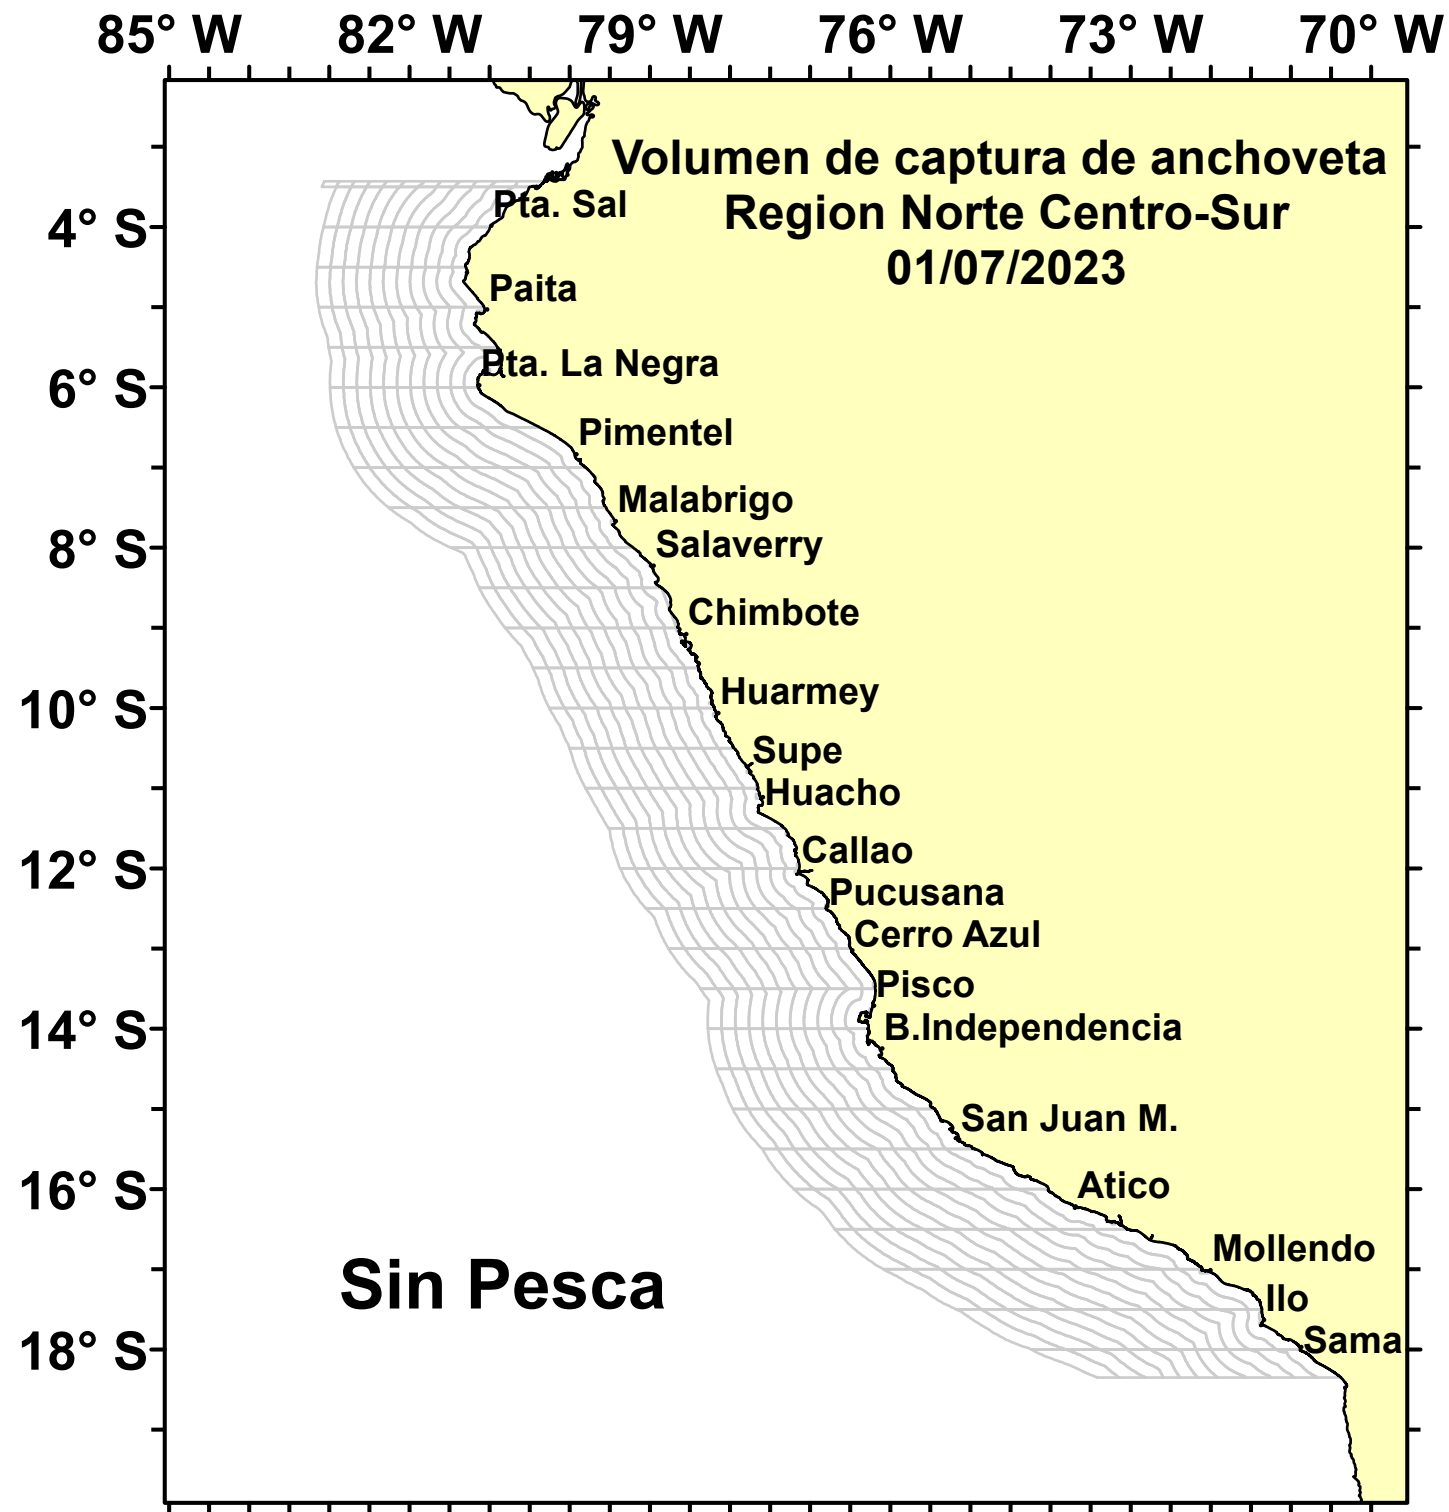 85° W 82° W 79° W 76° W 73° W 70° W
Volumen de captura de anchoveta
Region Norte Centro-Sur
01/07/2023
Pta. Sal
4° S
Paita
Pta. La Negra
6° S
Pimentel
Malabrigo
Salaverry
8° S
Chimbote
Huarmey
10° S
Supe
Huacho
Callao
12° S
Pucusana
Cerro Azul
Pisco
B.Independencia
14° S
San Juan M.
Atico
16° S
Mollendo
Sin Pesca
Ilo
Sama
18° S